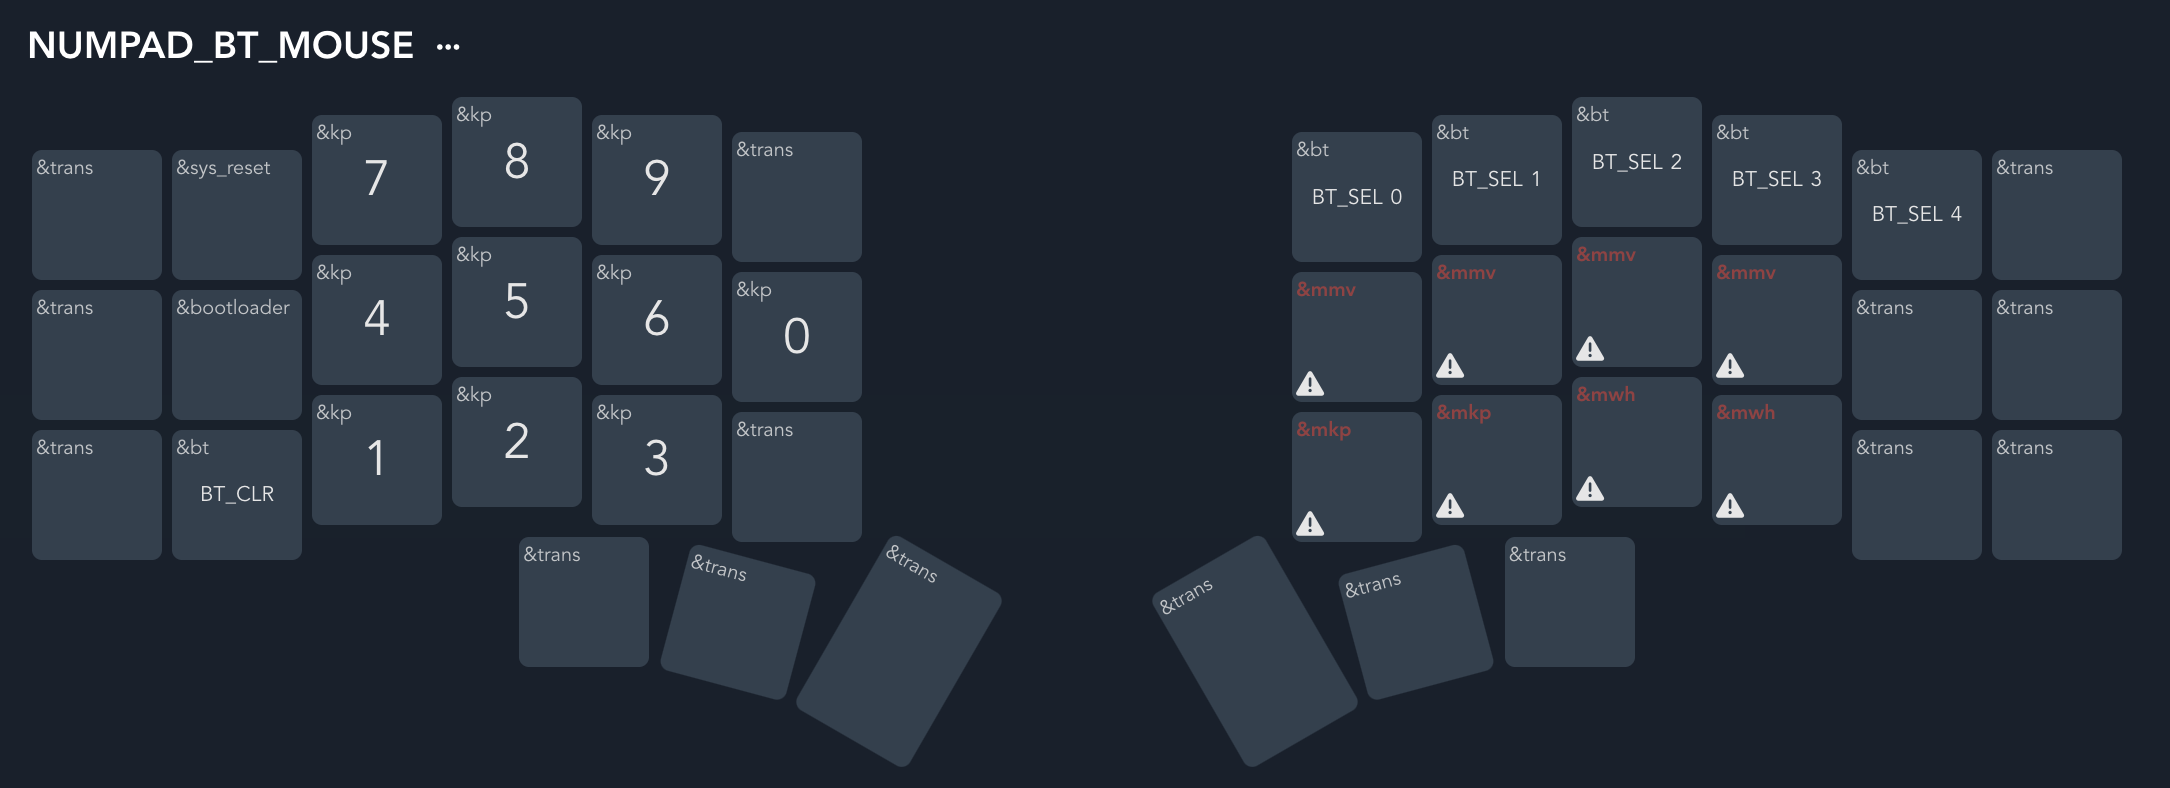 NUMPAD_BT_MOUSE ...
&trans
&sys_reset
&kp
7
&kp
8
&kp
9
&trans
&bt
BT_SEL 0
&bt
BT_SEL 1
&bt
BT_SEL 2
&bt
BT_SEL 3
&bt
BT_SEL 4
&trans
&trans
&bootloader
&kp
4
&kp
5
&kp
6
&kp
0
&mmv
&mmv
&mmv
&mmv
&trans
&trans
&trans
&bt
BT_CLR
&kp
1
&kp
2
&kp
3
&trans
&mkp
&mkp
&mwh
&mwh
&trans
&trans
&trans
&trans
&trans
&trans
&trans
&trans